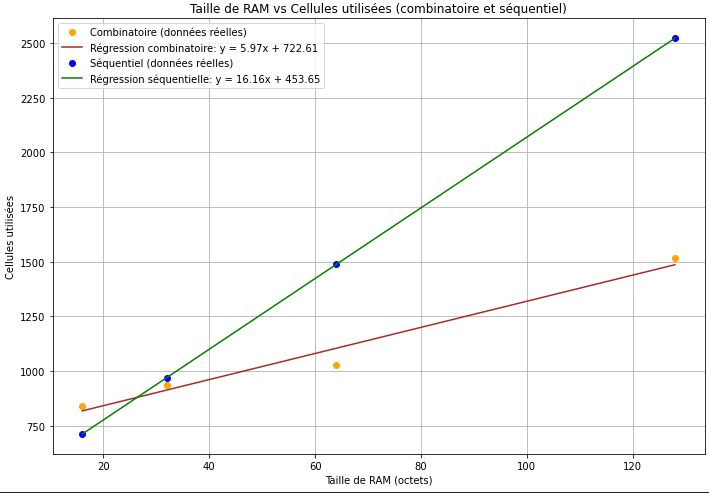 Taille de RAM vs Cellules utilisées (combinatoire et séquentiel)
Combinatoire (données réelles)
Régression combinatoire: y = 5.97x + 722.61
Séquentiel (données réelles)
Régression séquentielle: y = 16.16x + 453.65
2500
2250
2000
1750
1500
1250
1000
750
Cellules utilisées
20 40 60 80 100 120
Taille de RAM (octets)